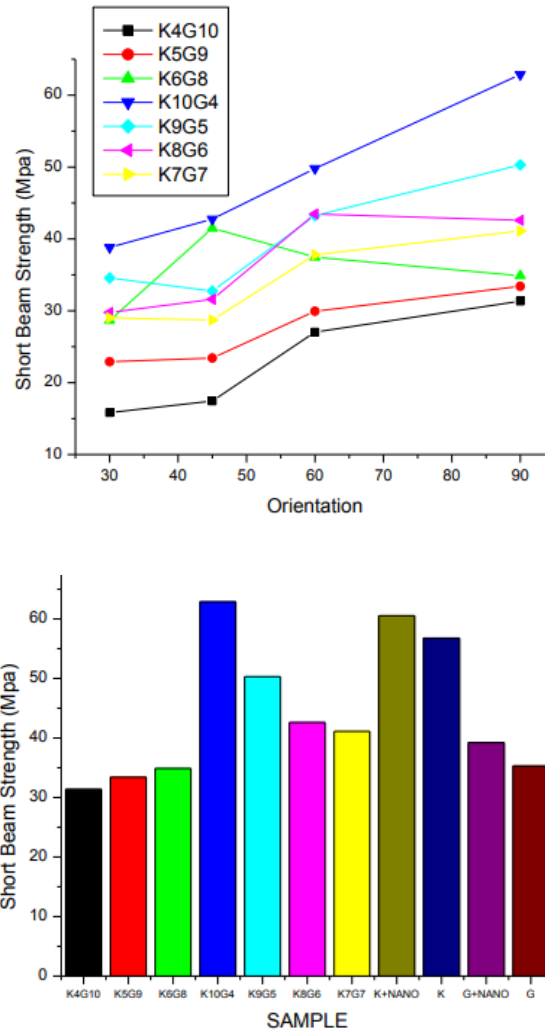 K4G10
K5G9
K6G8
K10G4
K9G5
K8G6
K7G7
Short Beam Strength (Mpa)
60
50
40
30
20
10
30 40 50 60 70 80 90
Orientation
Short Beam Strength (Mpa)
60
50
40
30
20
10
0
K4G10 K5G9 K6G8 K10G4 K9G5 K8G6 K7G7 K+NANO K G+NANO G
SAMPLE